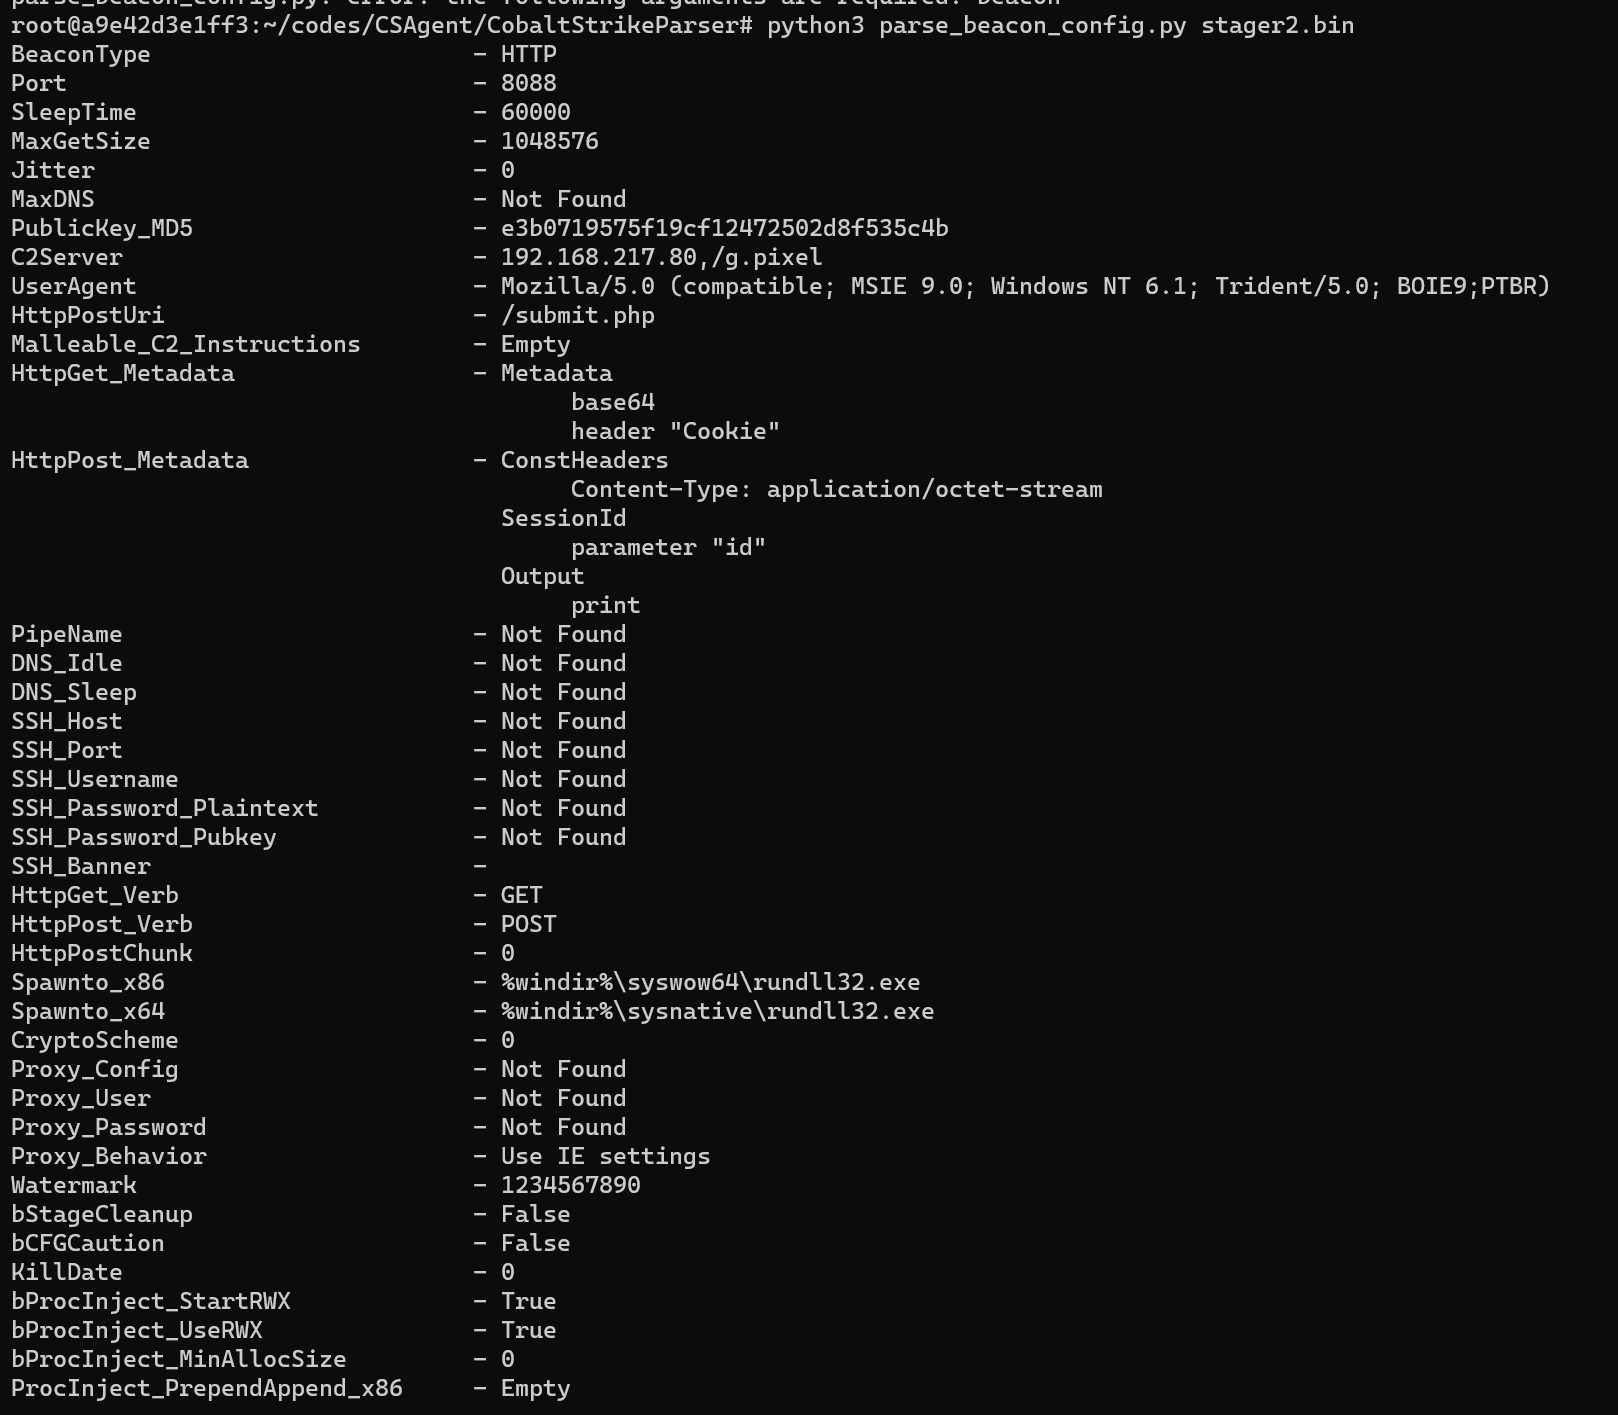 parse_beacon_config.py: error: the following arguments are required: beacon
root@a9e42d3e1ff3:~/codes/CSAgent/CobaltStrikeParser# python3 parse_beacon_config.py stager2.bin
BeaconType - HTTP
Port - 8088
SleepTime - 60000
MaxGetSize - 1048576
Jitter - 0
MaxDNS - Not Found
PublicKey_MD5 - e3b0719575f19cf12472502d8f535c4b
C2Server - 192.168.217.80,/g.pixel
UserAgent - Mozilla/5.0 (compatible; MSIE 9.0; Windows NT 6.1; Trident/5.0; BOIE9;PTBR)
HttpPostUri - /submit.php
Malleable_C2_Instructions - Empty
HttpGet_Metadata - Metadata
base64
header "Cookie"
HttpPost_Metadata - ConstHeaders
Content-Type: application/octet-stream
SessionId
parameter "id"
Output
print
PipeName - Not Found
DNS_Idle - Not Found
DNS_Sleep - Not Found
SSH_Host - Not Found
SSH_Port - Not Found
SSH_Username - Not Found
SSH_Password_Plaintext - Not Found
SSH_Password_Pubkey - Not Found
SSH_Banner -
HttpGet_Verb - GET
HttpPost_Verb - POST
HttpPostChunk - 0
Spawnto_x86 - %windir%\syswow64\rundll32.exe
Spawnto_x64 - %windir%\sysnative\rundll32.exe
CryptoScheme - 0
Proxy_Config - Not Found
Proxy_User - Not Found
Proxy_Password - Not Found
Proxy_Behavior - Use IE settings
Watermark - 1234567890
bStageCleanup - False
bCFGCaution - False
KillDate - 0
bProcInject_StartRWX - True
bProcInject_UseRWX - True
bProcInject_MinAllocSize - 0
ProcInject_PrependAppend_x86 - Empty